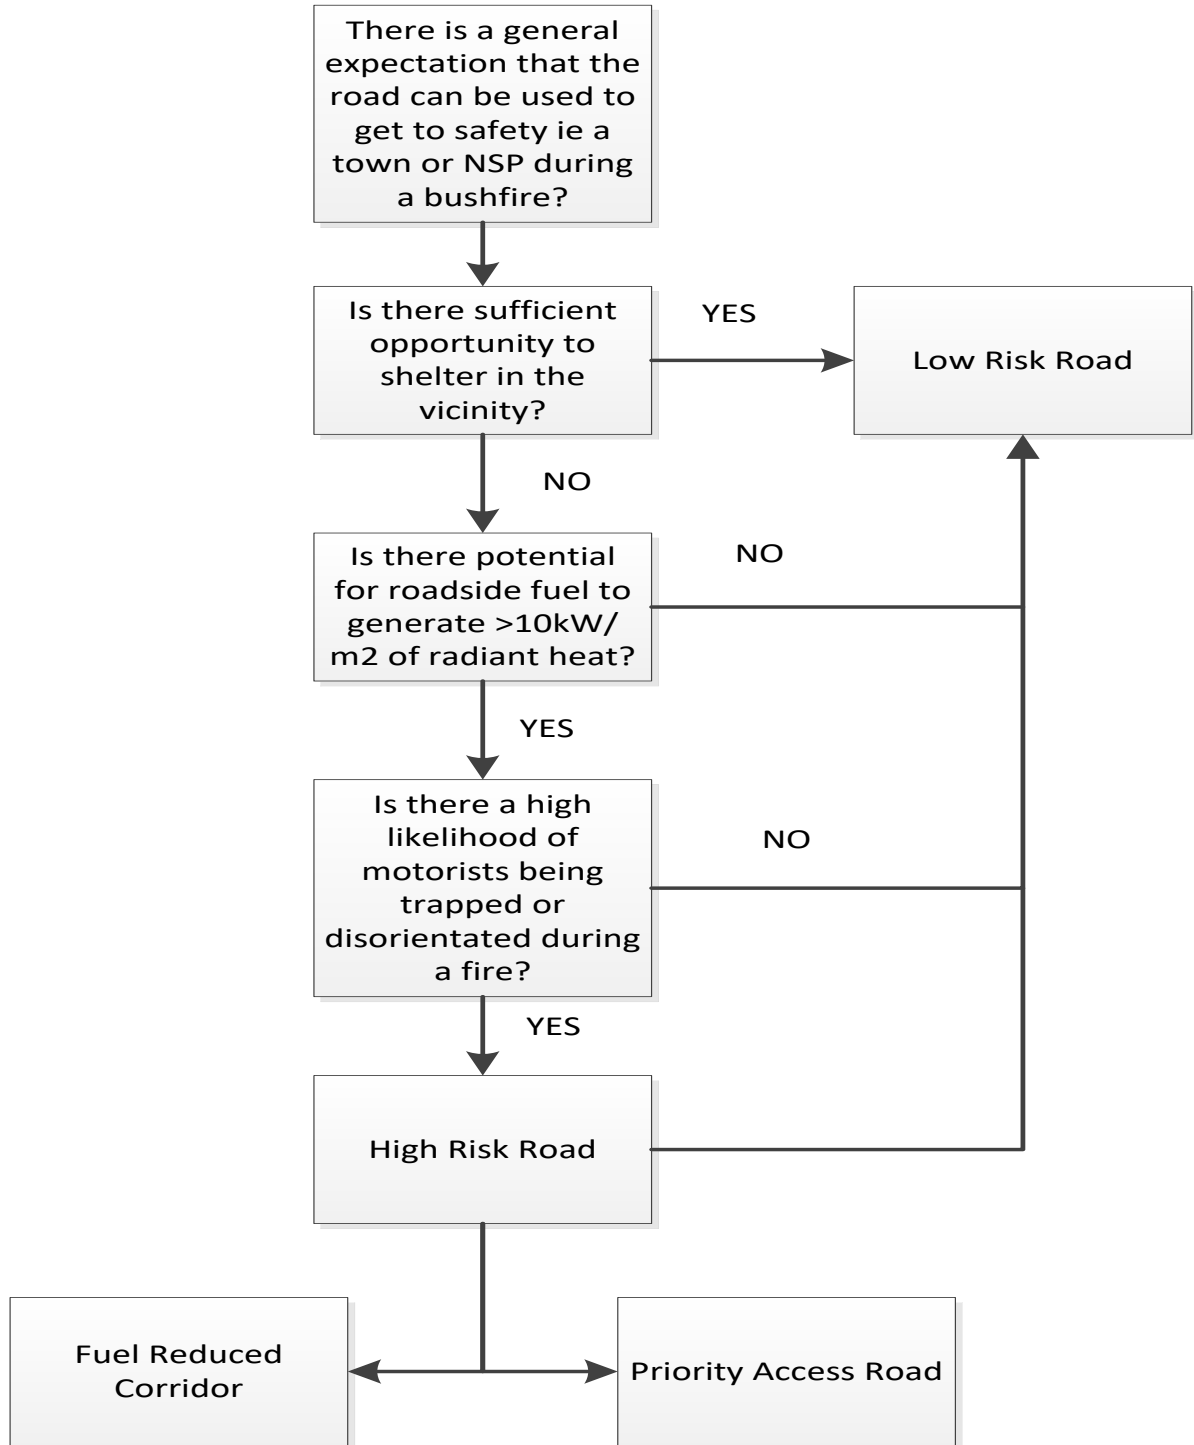 There is a general
expectation that the
road can be used to
get to safety ie a
town or NSP during
a bushfire?
Is there sufficient
opportunity to
shelter in the
vicinity?
YES
Low Risk Road
NO
Is there potential
for roadside fuel to
generate >10kW/
m2 of radiant heat?
NO
YES
Is there a high
likelihood of
motorists being
trapped or
disorientated during
a fire?
NO
YES
High Risk Road
Fuel Reduced
Corridor
Priority Access Road